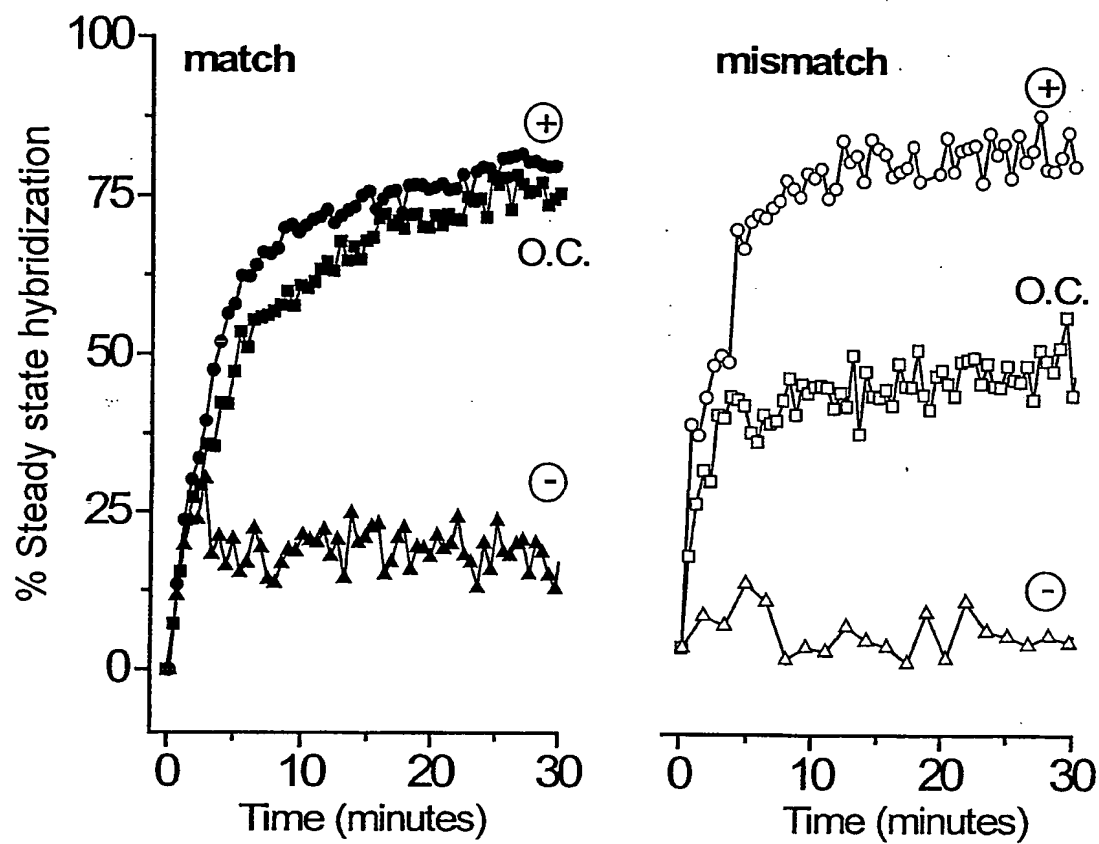 % Steady state hybridization
100
75
50
25
0
match
+
O.C.
-
0 10 20 30
Time (minutes)
mismatch
+
O.C.
-
0 10 20 30
Time (minutes)